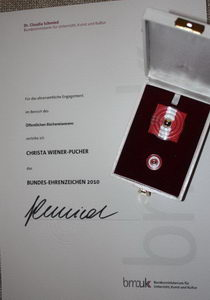 Dr. Claudia Schmied
Bundesministerin für Unterricht, Kunst und Kultur
Für das ehrenamtliche Engagement
im Bereich des
Öffentlichen Büchereiwesens
verleihe ich
CHRISTA WIENER-PUCHER
das
BUNDES-EHRENZEICHEN 2010
bm:uk
Bundesministerium für
Unterricht, Kunst und Kultur